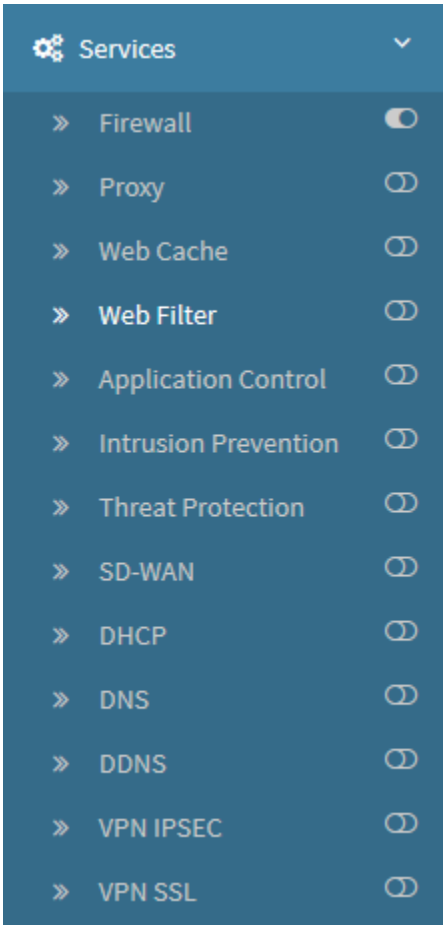 Services
Firewall
Proxy
Web Cache
Web Filter
Application Control
Intrusion Prevention
Threat Protection
SD-WAN
DHCP
DNS
DDNS
VPN IPSEC
VPN SSL